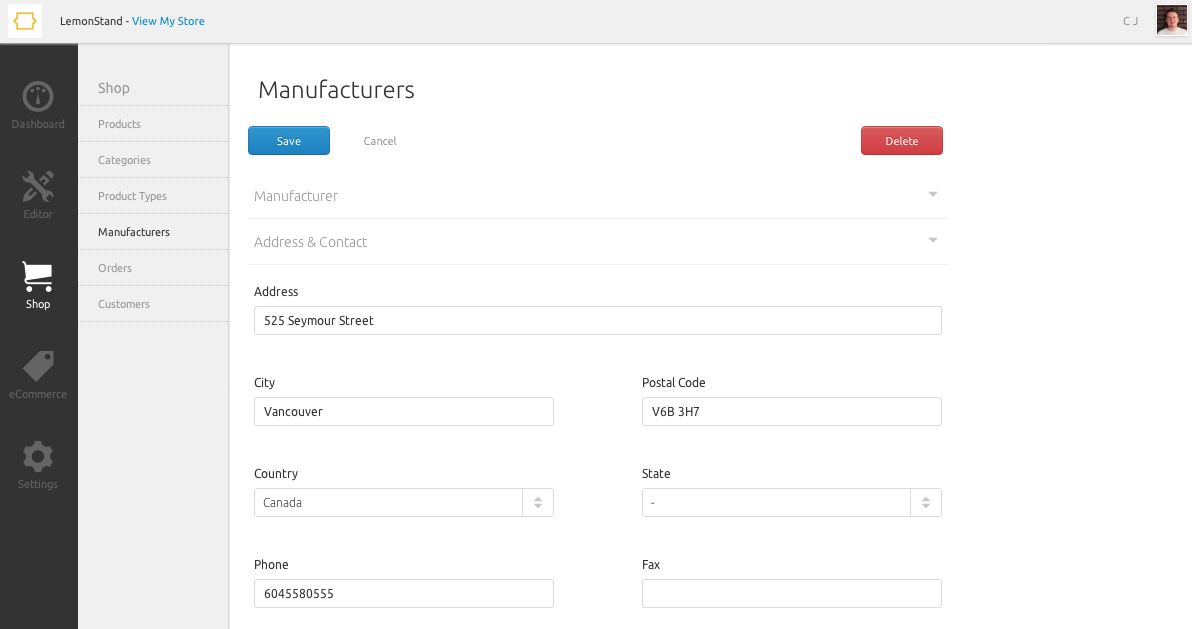 LemonStand - View My Store
C J
Dashboard
Editor
Shop
eCommerce
Settings
Shop
Products
Categories
Product Types
Manufacturers
Orders
Customers
Manufacturers
Save Cancel Delete
Manufacturer
Address & Contact
Address
525 Seymour Street
City Postal Code
Vancouver V6B 3H7
Country State
Canada -
Phone Fax
6045580555